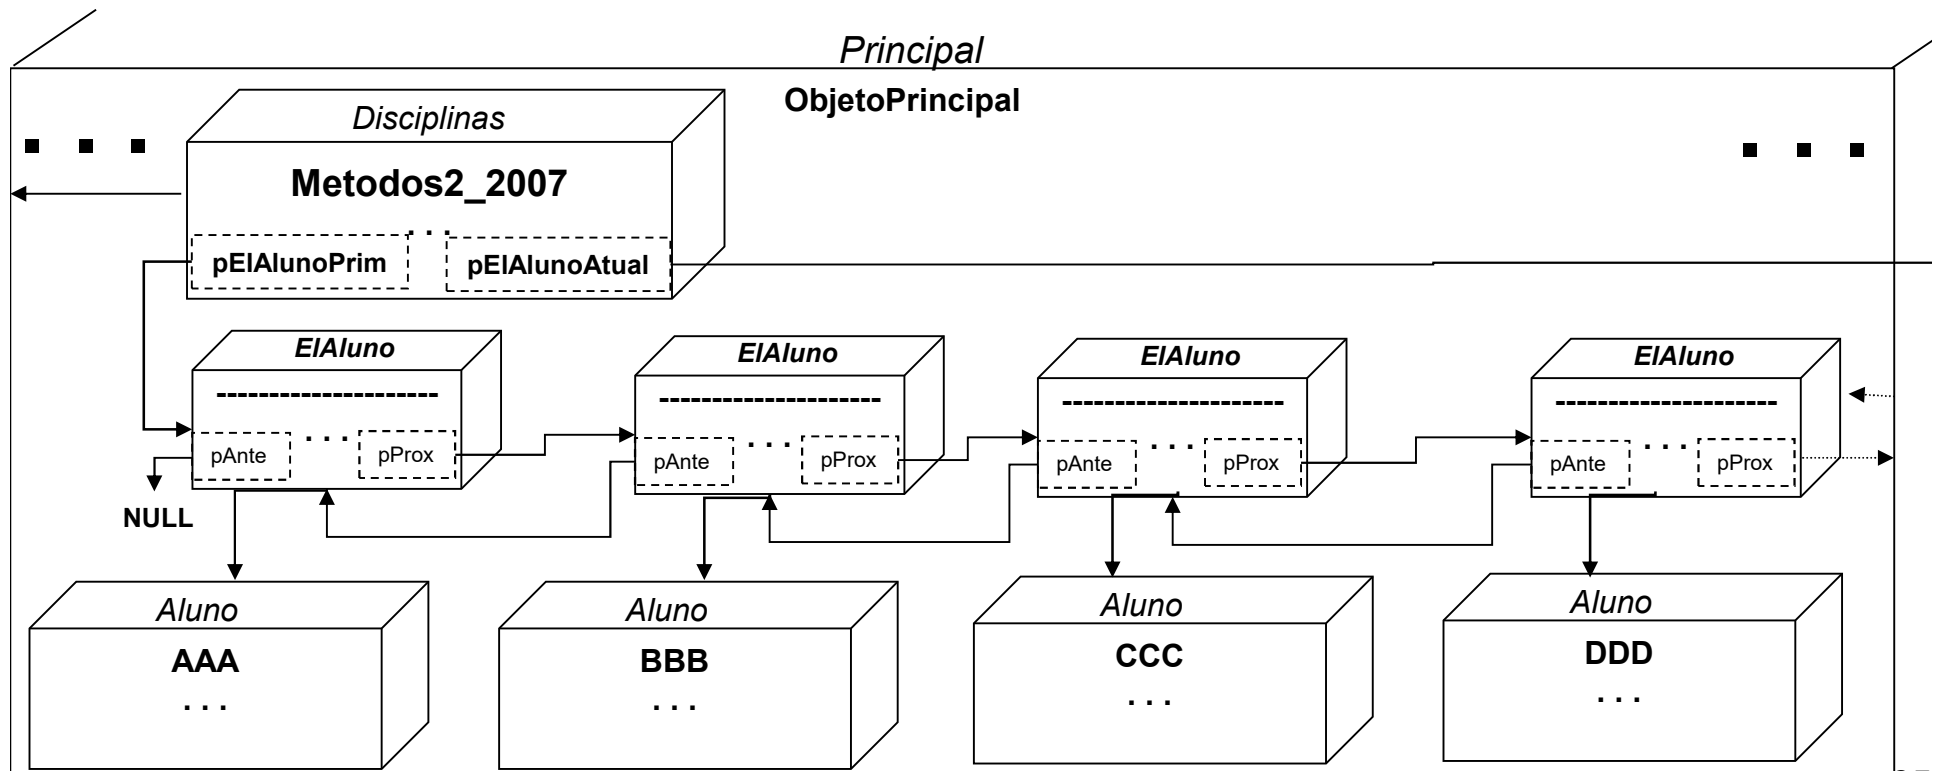 Principal
ObjetoPrincipal
Disciplinas
. . .
Metodos2_2007
. . .
. . .
pElAlunoPrim
pElAlunoAtual
ElAluno
ElAluno
ElAluno
ElAluno
---------------------
---------------------
---------------------
---------------------
pAnte . . . pProx
pAnte . . . pProx
pAnte . . . pProx
pAnte . . . pProx
NULL
Aluno
Aluno
Aluno
Aluno
AAA
BBB
CCC
DDD
. . .
. . .
. . .
. . .